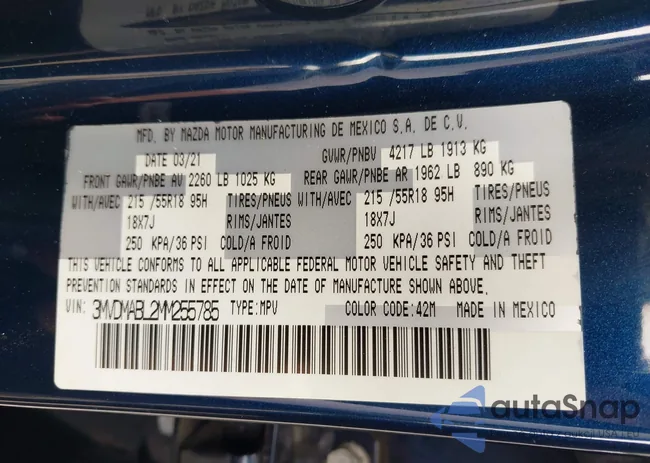 MFD. BY MAZDA MOTOR MANUFACTURING DE MEXICO S.A. DE C.V.
DATE 03/21 GVWR/PNBV 4217 LB 1913 KG
FRONT GAWR/PNBE AV 2260 LB 1025 KG REAR GAWR/PNBE AR 1962 LB 890 KG
WITH/AVEC 215 /55R18 95H TIRES/PNEUS WITH/AVEC 215 /55R18 95H TIRES/PNEUS
18X7J RIMS/JANTES 18X7J RIMS/JANTES
250 KPA/36 PSI COLD/A FROID 250 KPA/36 PSI COLD/A FROID
THIS VEHICLE CONFORMS TO ALL APPLICABLE FEDERAL MOTOR VEHICLE SAFETY AND THEFT
PREVENTION STANDARDS IN EFFECT ON THE DATE OF MANUFACTURE SHOWN ABOVE.
VIN: 3MVDMABL2MM255785 TYPE:MPV COLOR CODE:42M MADE IN MEXICO
autoSnap